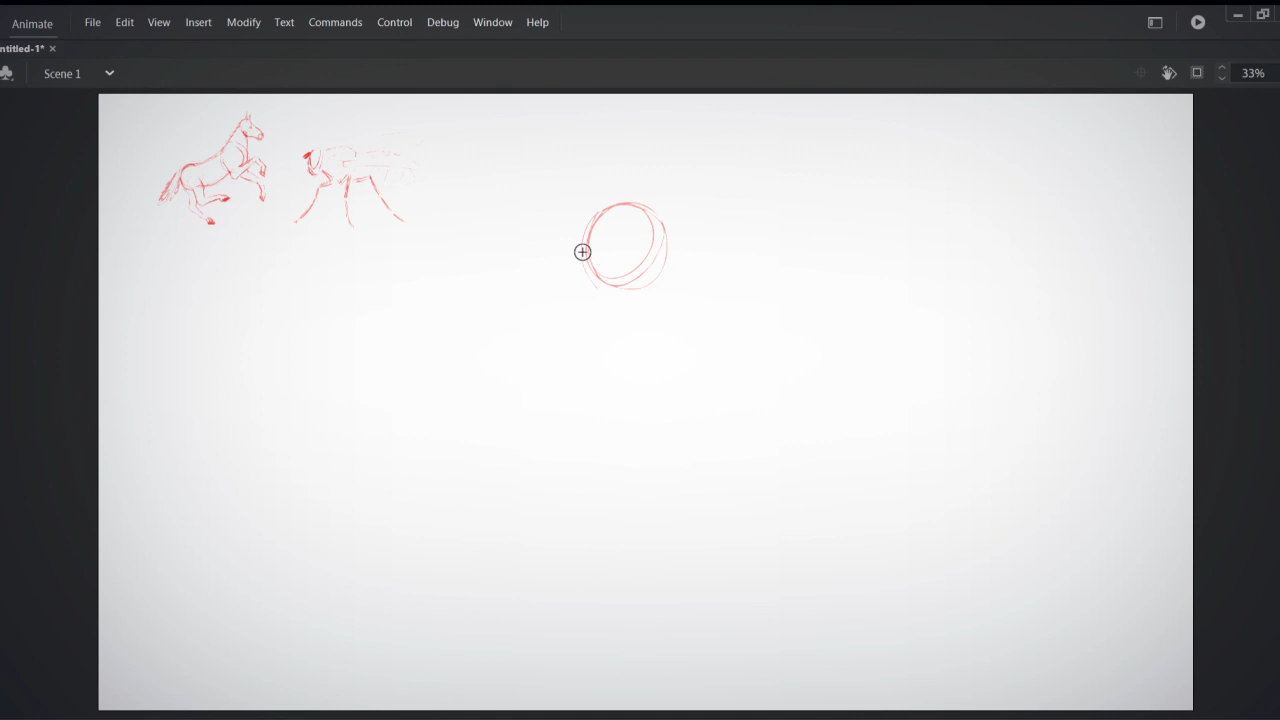 Animate File Edit View Insert Modify Text Commands Control Debug Window Help
ntitled-1* ×
Scene 1 33%